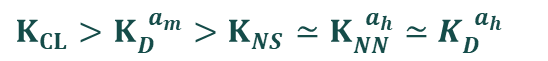 K_CL > K_D^{a_m} > K_NS ≃ K_NN^{a_h} ≃ K_D^{a_h}